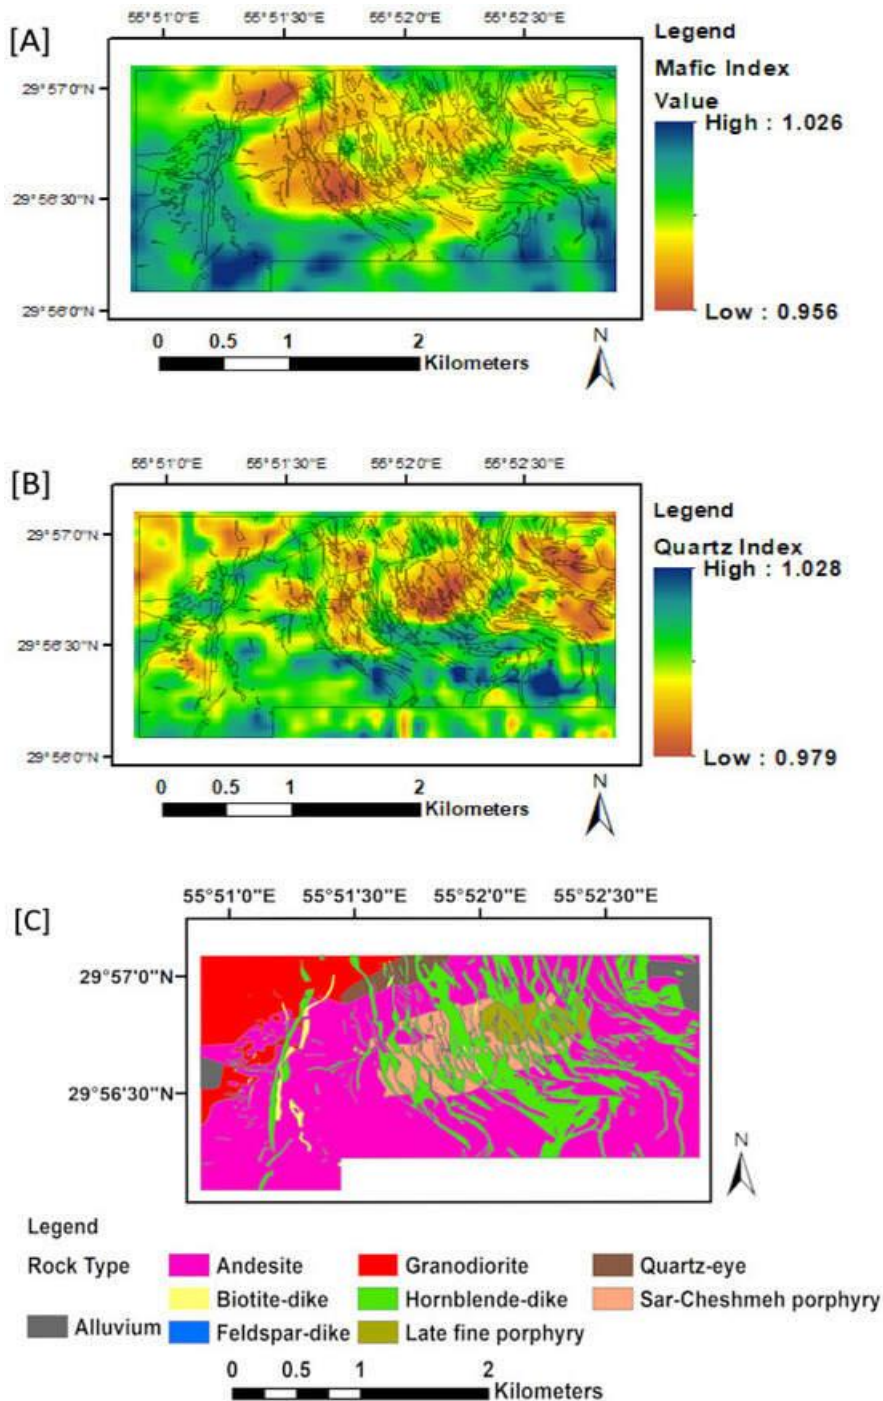 [A]
55°51'0"E 55°51'30"E 55°52'0"E 55°52'30"E
29°57'0"N
29°56'30"N
29°56'0"N
Legend
Mafic Index
Value
High : 1.026
Low : 0.956
0 0.5 1 2
Kilometers
N
[B]
55°51'0"E 55°51'30"E 55°52'0"E 55°52'30"E
29°57'0"N
29°56'30"N
29°56'0"N
Legend
Quartz Index
High : 1.028
Low : 0.979
0 0.5 1 2
Kilometers
N
[C]
55°51'0"E 55°51'30"E 55°52'0"E 55°52'30"E
29°57'0"N
29°56'30"N
N
Legend
Rock Type Andesite Granodiorite Quartz-eye
Biotite-dike Hornblende-dike Sar-Cheshmeh porphyry
Alluvium Feldspar-dike Late fine porphyry
0 0.5 1 2
Kilometers